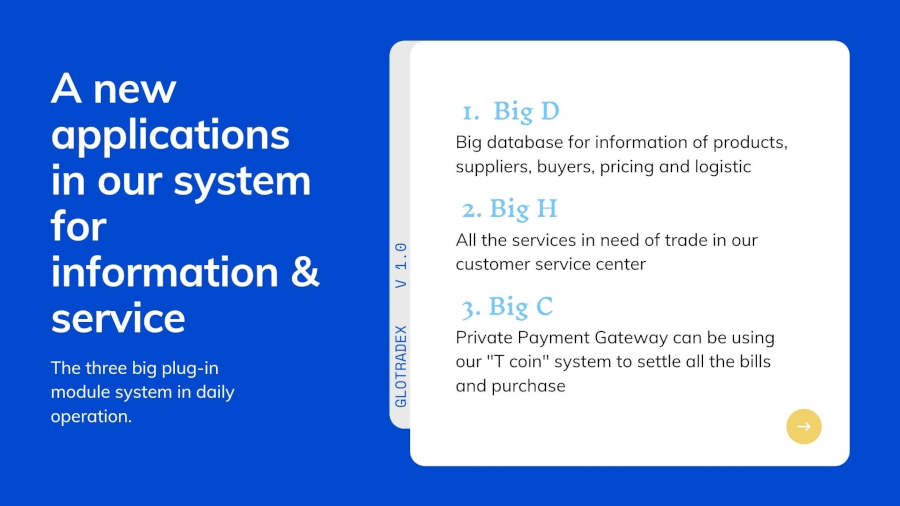 A new
applications
in our system
for
information &
service
The three big plug-in
module system in daily
operation.
GLOTRADEX V 1.0
1. Big D
Big database for information of products,
suppliers, buyers, pricing and logistic
2. Big H
All the services in need of trade in our
customer service center
3. Big C
Private Payment Gateway can be using
our "T coin" system to settle all the bills
and purchase